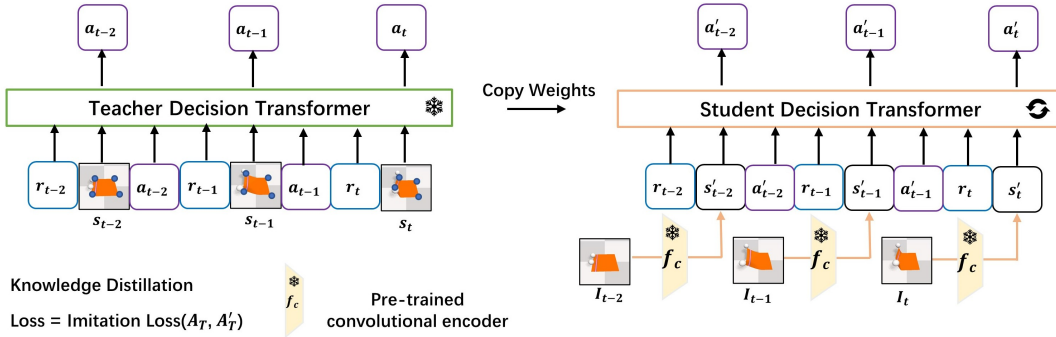 a_{t-2} a_{t-1} a_t a'_{t-2} a'_{t-1} a'_t
Teacher Decision Transformer
Copy Weights
Student Decision Transformer
r_{t-2} a_{t-2} r_{t-1} a_{t-1} r_t
s_{t-2} s_{t-1} s_t
r_{t-2} s'_{t-2} a'_{t-2} r_{t-1} s'_{t-1} a'_{t-1} r_t s'_t
f_c f_c f_c
I_{t-2} I_{t-1} I_t
Knowledge Distillation
Loss = Imitation Loss(A_T, A'_T)
f_c
Pre-trained
convolutional encoder